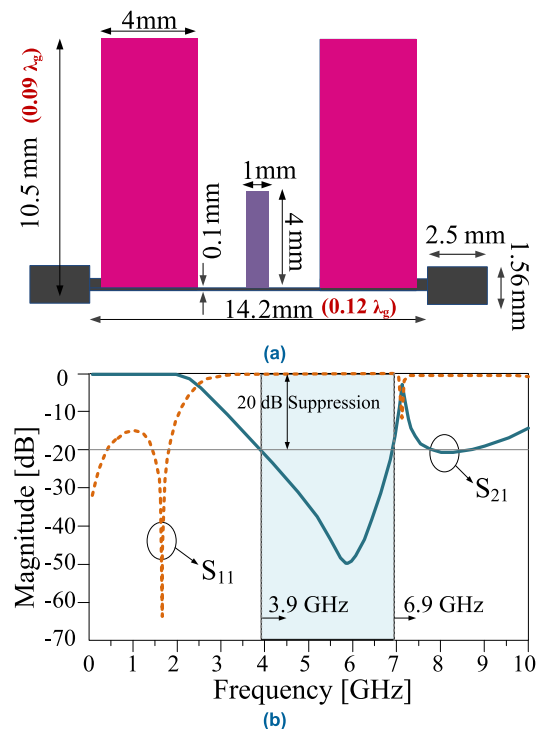 4mm
10.5 mm (0.09 λg)
1mm
0.1mm
4 mm
2.5 mm
1.56mm
14.2mm (0.12 λg)
(a)
0
-10
-20
-30
-40
-50
-60
-70
Magnitude [dB]
20 dB Suppression
S21
S11
3.9 GHz
6.9 GHz
0 1 2 3 4 5 6 7 8 9 10
Frequency [GHz]
(b)